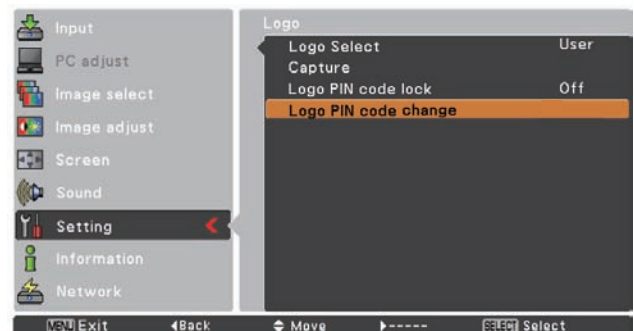 Input
PC adjust
Image select
Image adjust
Screen
Sound
Setting
Information
Network
Logo
Logo Select User
Capture
Logo PIN code lock Off
Logo PIN code change
MENU Exit ◀Back Move ▶----- SELECT Select